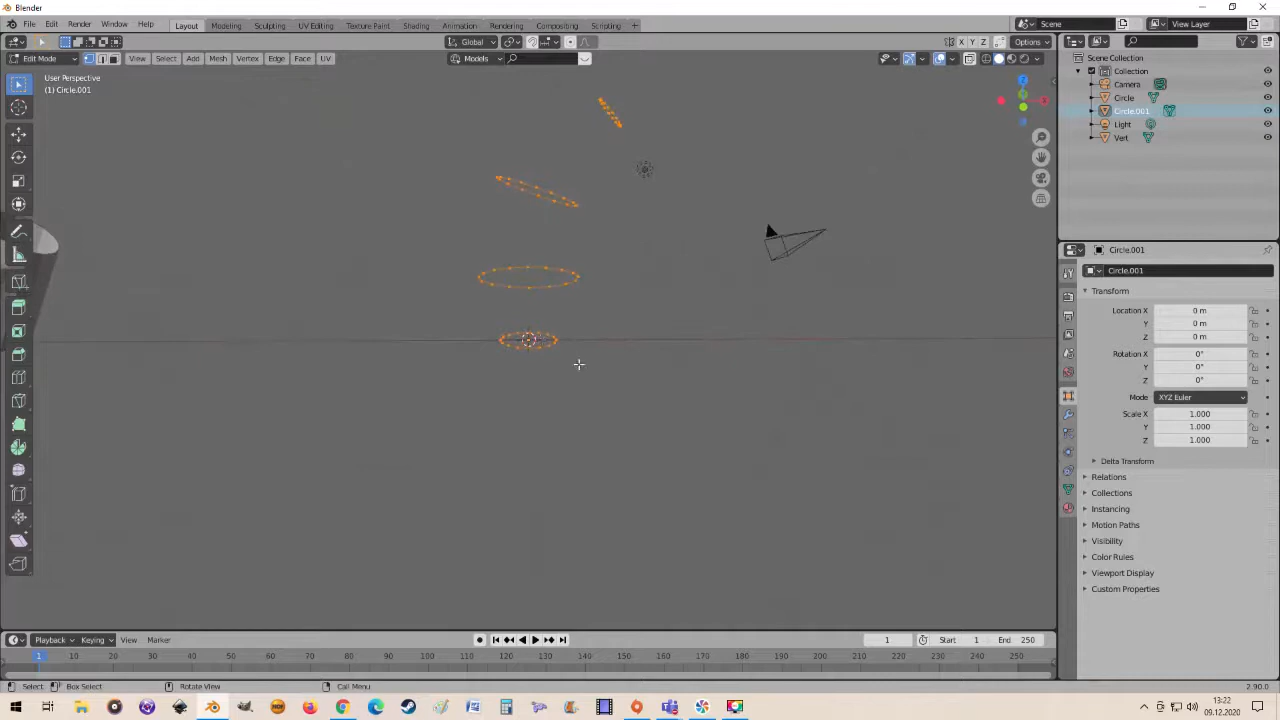 Blender
File Edit Render Window Help Layout Modeling Sculpting UV Editing Texture Paint Shading Animation Rendering Compositing Scripting + Scene View Layer
Global X Y Z Options
Edit Mode View Select Add Mesh Vertex Edge Face UV Models
Scene Collection
Collection
Camera
Circle
Circle.001
Light
Vert
User Perspective
(1) Circle.001
Circle.001
Circle.001
Transform
Location X 0 m
Y 0 m
Z 0 m
Rotation X 0°
Y 0°
Z 0°
Mode XYZ Euler
Scale X 1.000
Y 1.000
Z 1.000
Delta Transform
Relations
Collections
Instancing
Motion Paths
Visibility
Color Rules
Viewport Display
Custom Properties
Playback Keying View Marker 1 Start 1 End 250
1 10 20 30 40 50 60 70 80 90 100 110 120 130 140 150 160 170 180 190 200 210 220 230 240 250
Select Box Select Rotate View Call Menu 2.90.0
13:22
09.12.2020